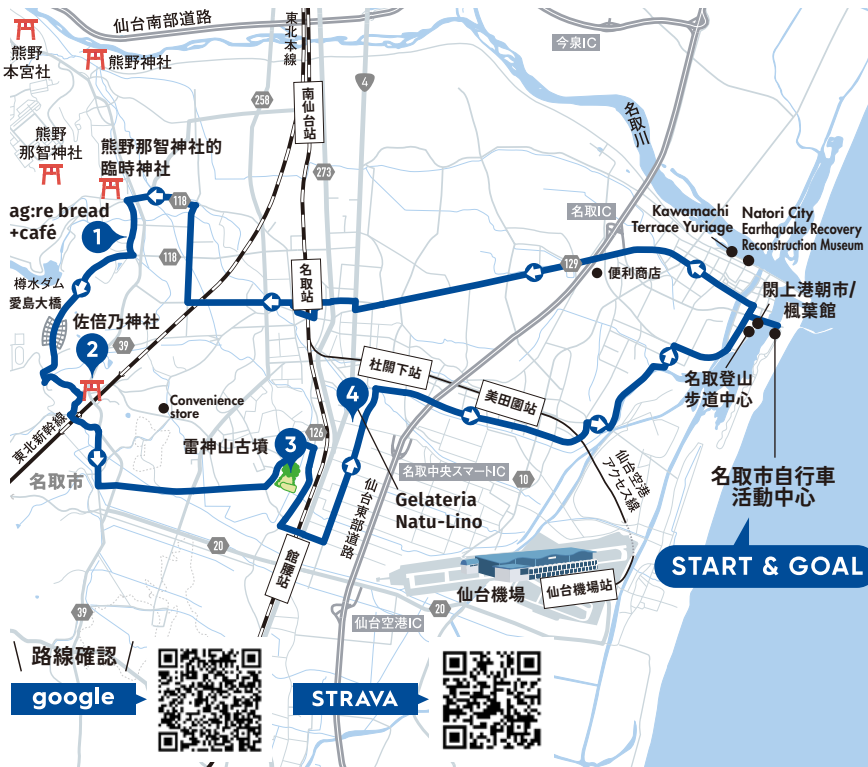 仙台南部道路
東北本線
今泉IC
熊野
本宮社
熊野神社
4
258
南仙台站
名取川
熊野
那智神社
熊野那智神社的
臨時神社
273
118
ag:re bread
+café
1
名取IC
Kawamachi
Terrace Yuriage
Natori City
Earthquake Recovery
Reconstruction Museum
118
名取站
129
便利商店
樽水ダム
愛島大橋
閖上港朝市/
楓葉館
佐倍乃神社
39
2
杜關下站
名取登山
步道中心
Convenience
store
4
美田園站
東北新幹線
雷神山古墳
3
126
名取市
名取中央スマートIC
10
仙台空港
アクセス線
名取市自行車
活動中心
Gelateria
Natu-Lino
仙台東部道路
20
館腰站
START & GOAL
仙台機場
仙台機場站
20
39
仙台空港IC
路線確認
google
STRAVA